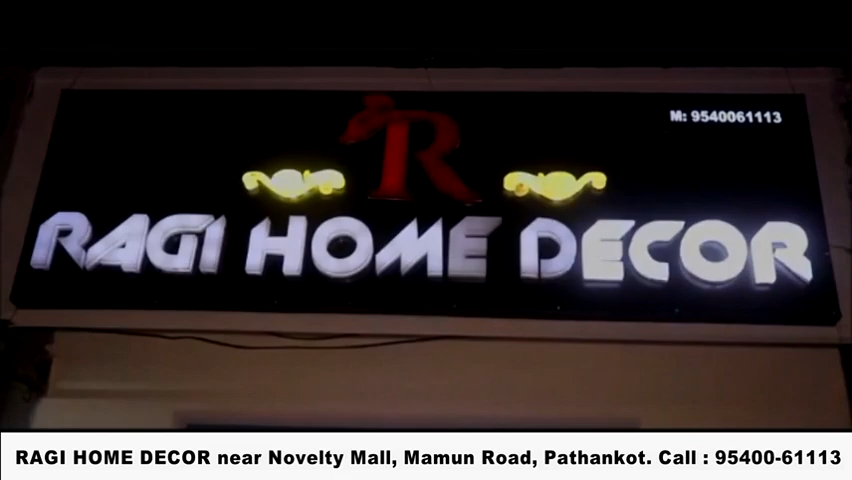 R
M: 9540061113
RAGI HOME DECOR
RAGI HOME DECOR near Novelty Mall, Mamun Road, Pathankot. Call : 95400-61113